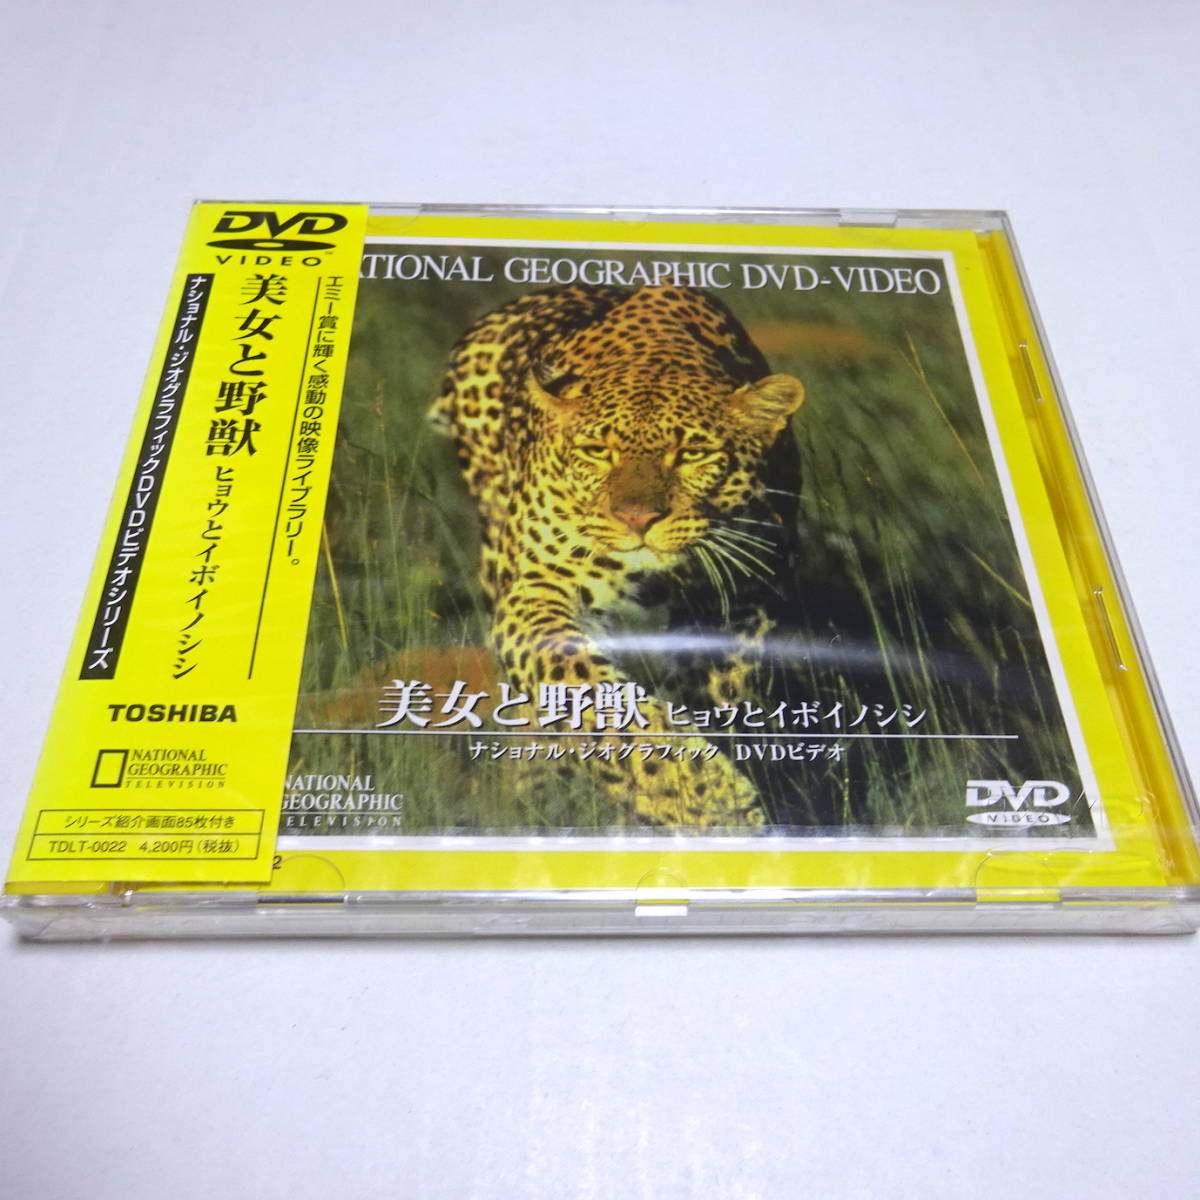 DVD
VIDEO™
美女と野獣 ヒョウとイボイノシシ
ナショナル・ジオグラフィックDVDビデオシリーズ
エミー賞に輝く感動の映像ライブラリー。
TOSHIBA
NATIONAL
GEOGRAPHIC
TELEVISION
シリーズ紹介画面85枚付き
TDLT-0022 4,200円(税抜)
ATIONAL GEOGRAPHIC DVD-VIDEO
美女と野獣 ヒョウとイボイノシシ
ナショナル・ジオグラフィック DVDビデオ
NATIONAL
GEOGRAPHIC
TELEVISION
DVD
VIDEO
2